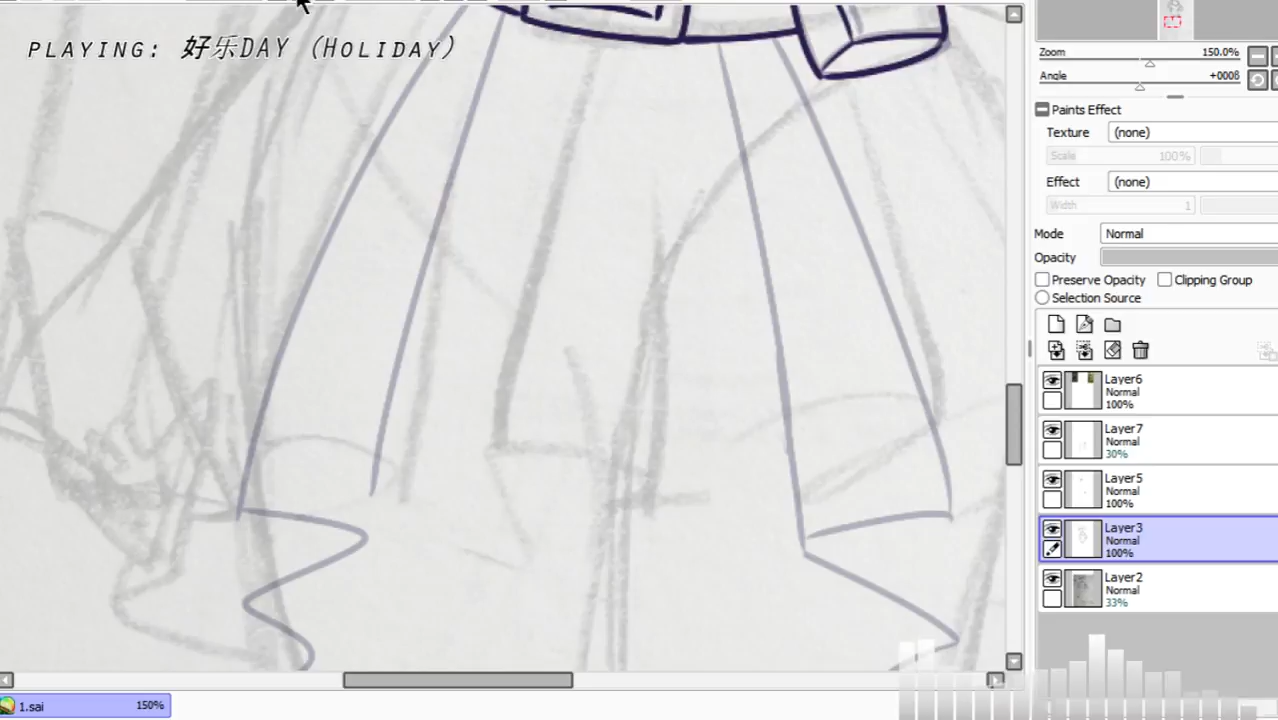 PLAYING: 好乐DAY (HOLIDAY)
Zoom 150.0%
Angle +0008
Paints Effect
Texture (none)
Scale 100%
Effect (none)
Width 1
Mode Normal
Opacity
Preserve Opacity Clipping Group
Selection Source
Layer6
Normal
100%
Layer7
Normal
30%
Layer5
Normal
100%
Layer3
Normal
100%
Layer2
Normal
33%
1.sai 150%